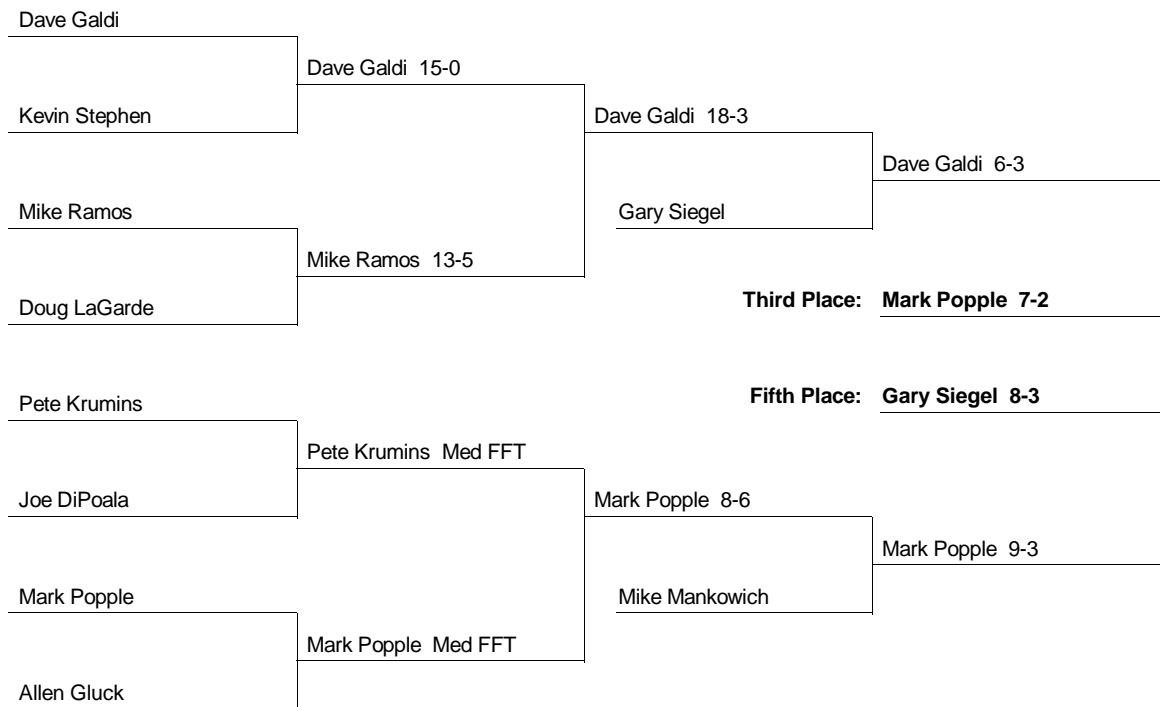 Dave Galdi
Dave Galdi 15-0
Kevin Stephen
Dave Galdi 18-3
Dave Galdi 6-3
Mike Ramos
Gary Siegel
Mike Ramos 13-5
Doug LaGarde
Third Place: Mark Popple 7-2
Fifth Place: Gary Siegel 8-3
Pete Krumins
Pete Krumins Med FFT
Joe DiPoala
Mark Popple 8-6
Mark Popple 9-3
Mark Popple
Mike Mankowich
Mark Popple Med FFT
Allen Gluck